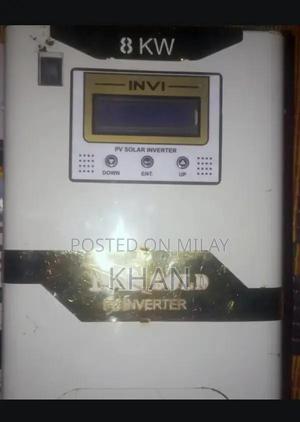 8 KW
INVI
PV SOLAR INVERTER
DOWN
ENT.
UP
POSTED ON MILAY
KHAN
INVERTER